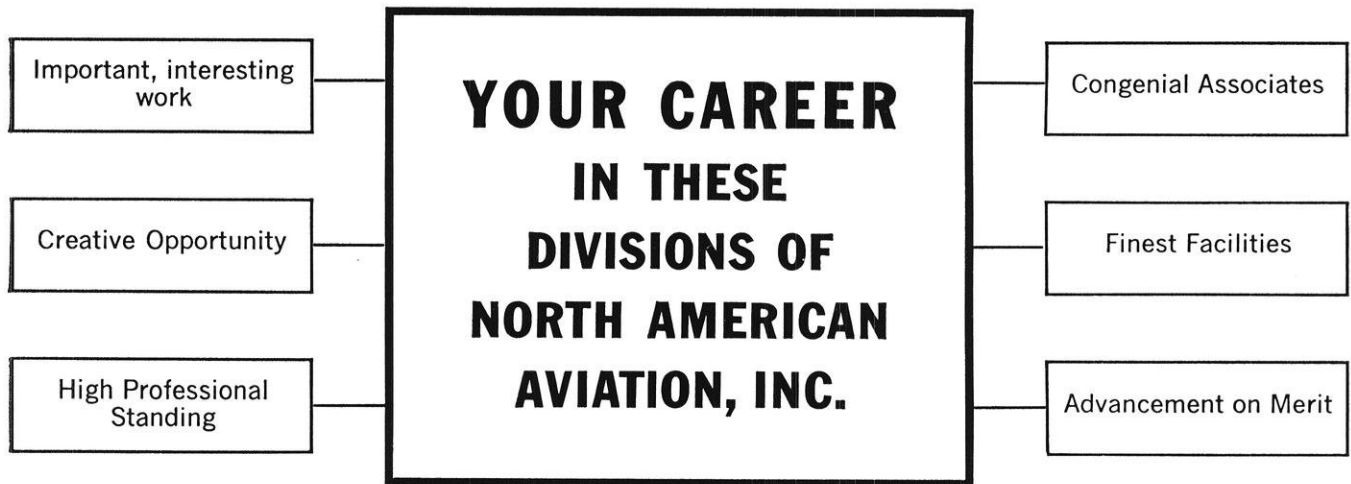 Important, interesting
work
Creative Opportunity
High Professional
Standing
YOUR CAREER
IN THESE
DIVISIONS OF
NORTH AMERICAN
AVIATION, INC.
Congenial Associates
Finest Facilities
Advancement on Merit